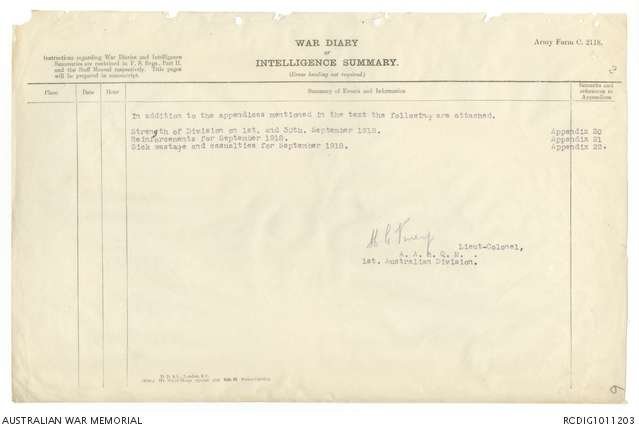 WAR DIARY
or
INTELLIGENCE SUMMARY.
(Erase heading not required.)
Army Form C. 2118.
Instructions regarding War Diaries and Intelligence
Summaries are contained in F. S. Regs., Part II.
and the Staff Manual respectively. Title pages
will be prepared in manuscript.
Place Date Hour Summary of Events and Information Remarks and
references to
Appendices
In addition to the appendices mentioned in the text the following are attached.
Strength of Division on 1st. and 30th. September 1918. Appendix 20
Reinforcements for September 1918. Appendix 21
Sick wastage and casualties for September 1918. Appendix 22.
Lieut-Colonel,
A. A. & Q. M.
1st. Australian Division.
AUSTRALIAN WAR MEMORIAL RCDIG1011203